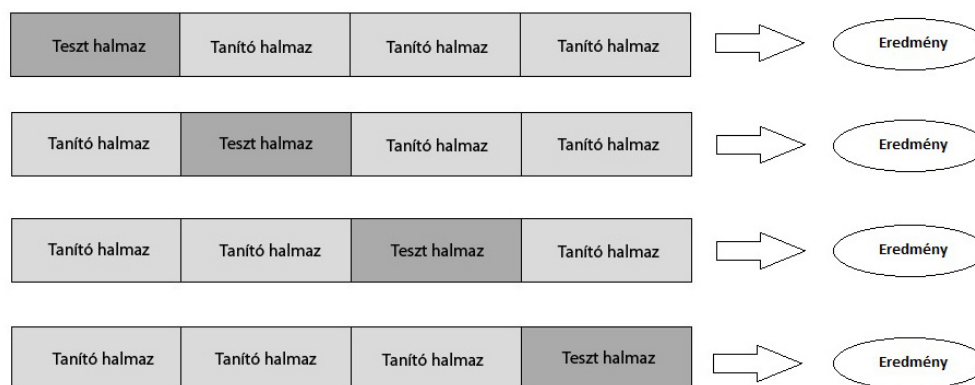 Teszt halmaz Tanító halmaz Tanító halmaz Tanító halmaz Eredmény
Tanító halmaz Teszt halmaz Tanító halmaz Tanító halmaz Eredmény
Tanító halmaz Tanító halmaz Teszt halmaz Tanító halmaz Eredmény
Tanító halmaz Tanító halmaz Tanító halmaz Teszt halmaz Eredmény